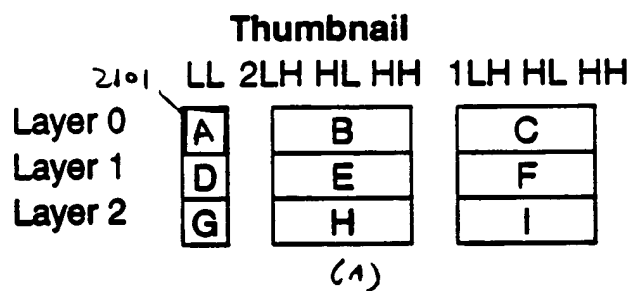 Thumbnail
2101 LL 2LH HL HH 1LH HL HH
Layer 0 A B C
Layer 1 D E F
Layer 2 G H I
(A)